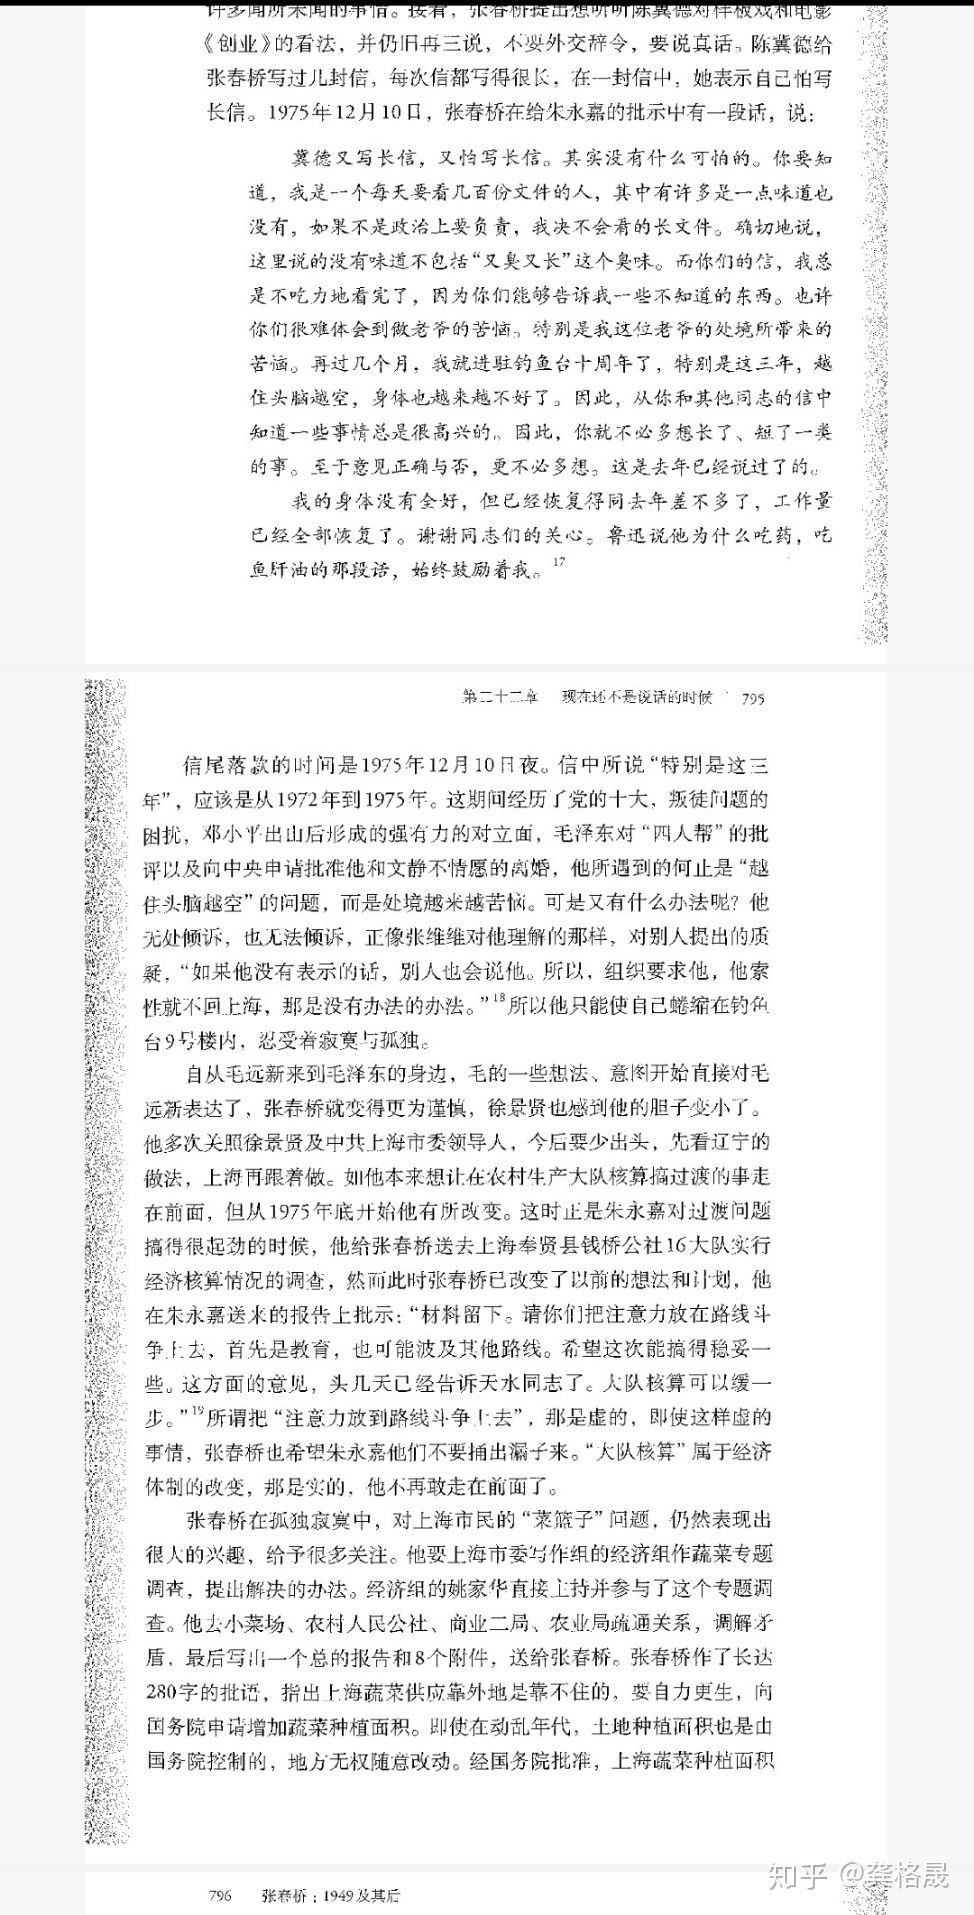 许多闻所未闻的事情。接着，张春桥提出想听听陈冀德对样板戏和电影
《创业》的看法，并仍旧再三说，不要外交辞令，要说真话。陈冀德给
张春桥写过几封信，每次信都写得很长，在一封信中，她表示自己怕写
长信。1975年12月10日，张春桥在给朱永嘉的批示中有一段话，说：
冀德又写长信，又怕写长信。其实没有什么可怕的。你要知
道，我是一个每天要看几百份文件的人，其中有许多是一点味道也
没有，如果不是政治上要负责，我决不会看的长文件。确切地说，
这里说的没有味道不包括“又臭又长”这个臭味。而你们的信，我总
是不吃力地看完了，因为你们能够告诉我一些不知道的东西。也许
你们很难体会到做老爷的苦恼。特别是我这位老爷的处境所带来的
苦恼。再过几个月，我就进驻钓鱼台十周年了，特别是这三年，越
住头脑越空，身体也越来越不好了。因此，从你和其他同志的信中
知道一些事情总是很高兴的。因此，你就不必多想长了、短了一类
的事。至于意见正确与否，更不必多想。这是去年已经说过了的。
我的身体没有全好，但已经恢复得同去年差不多了，工作量
已经全部恢复了。谢谢同志们的关心。鲁迅说他为什么吃药，吃
鱼肝油的那段话，始终鼓励着我。17
第二十二章 现在还不是说话的时候 795
信尾落款的时间是1975年12月10日夜。信中所说“特别是这三
年”，应该是从1972年到1975年。这期间经历了党的十大，叛徒问题的
困扰，邓小平出山后形成的强有力的对立面，毛泽东对“四人帮”的批
评以及向中央申请批准他和文静不情愿的离婚，他所遇到的何止是“越
住头脑越空”的问题，而是处境越来越苦恼。可是又有什么办法呢？他
无处倾诉，也无法倾诉，正像张维维对他理解的那样，对别人提出的质
疑，“如果他没有表示的话，别人也会说他。所以，组织要求他，他索
性就不回上海，那是没有办法的办法。”18所以他只能使自己蜷缩在钓鱼
台9号楼内，忍受着寂寞与孤独。
自从毛远新来到毛泽东的身边，毛的一些想法、意图开始直接对毛
远新表达了，张春桥就变得更为谨慎，徐景贤也感到他的胆子变小了。
他多次关照徐景贤及中共上海市委领导人，今后要少出头，先看辽宁的
做法，上海再跟着做。如他本来想让在农村生产大队核算搞过渡的事走
在前面，但从1975年底开始他有所改变。这时正是朱永嘉对过渡问题
搞得很起劲的时候，他给张春桥送去上海奉贤县钱桥公社16大队实行
经济核算情况的调查，然而此时张春桥已改变了以前的想法和计划，他
在朱永嘉送来的报告上批示：“材料留下。请你们把注意力放在路线斗
争上去，首先是教育，也可能波及其他路线。希望这次能搞得稳妥一
些。这方面的意见，头几天已经告诉天水同志了。大队核算可以缓一
步。”19所谓把“注意力放到路线斗争上去”，那是虚的，即使这样虚的
事情，张春桥也希望朱永嘉他们不要捅出漏子来。“大队核算”属于经济
体制的改变，那是实的，他不再敢走在前面了。
张春桥在孤独寂寞中，对上海市民的“菜篮子”问题，仍然表现出
很大的兴趣，给予很多关注。他要上海市委写作组的经济组作蔬菜专题
调查，提出解决的办法。经济组的姚家华直接主持并参与了这个专题调
查。他去小菜场、农村人民公社、商业二局、农业局疏通关系，调解矛
盾，最后写出一个总的报告和8个附件，送给张春桥。张春桥作了长达
280字的批语，指出上海蔬菜供应靠外地是靠不住的，要自力更生，向
国务院申请增加蔬菜种植面积。即使在动乱年代，土地种植面积也是由
国务院控制的，地方无权随意改动。经国务院批准，上海蔬菜种植面积
796 张春桥：1949及其后
知乎 @龚格晟